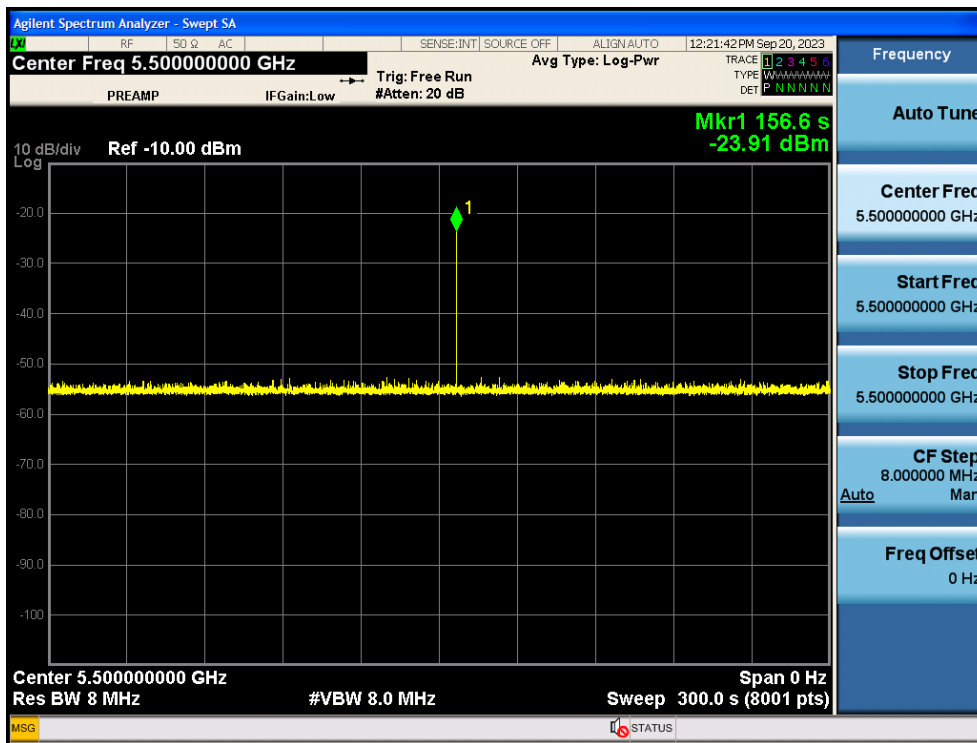 Agilent Spectrum Analyzer - Swept SA
LXI RF 50 Ω AC SENSE:INT SOURCE OFF ALIGNAUTO 12:21:42 PM Sep 20, 2023
Center Freq 5.500000000 GHz
Avg Type: Log-Pwr
TRACE 1 2 3 4 5 6
TYPE W
DET P N N N N N
PREAMP
IFGain:Low
Trig: Free Run
#Atten: 20 dB
Mkr1 156.6 s
-23.91 dBm
10 dB/div
Log
Ref -10.00 dBm
1
-20.0
-30.0
-40.0
-50.0
-60.0
-70.0
-80.0
-90.0
-100
Center 5.500000000 GHz
Span 0 Hz
Res BW 8 MHz
#VBW 8.0 MHz
Sweep 300.0 s (8001 pts)
MSG
STATUS
Frequency
Auto Tune
Center Freq
5.500000000 GHz
Start Freq
5.500000000 GHz
Stop Freq
5.500000000 GHz
CF Step
8.000000 MHz
Auto Man
Freq Offset
0 Hz